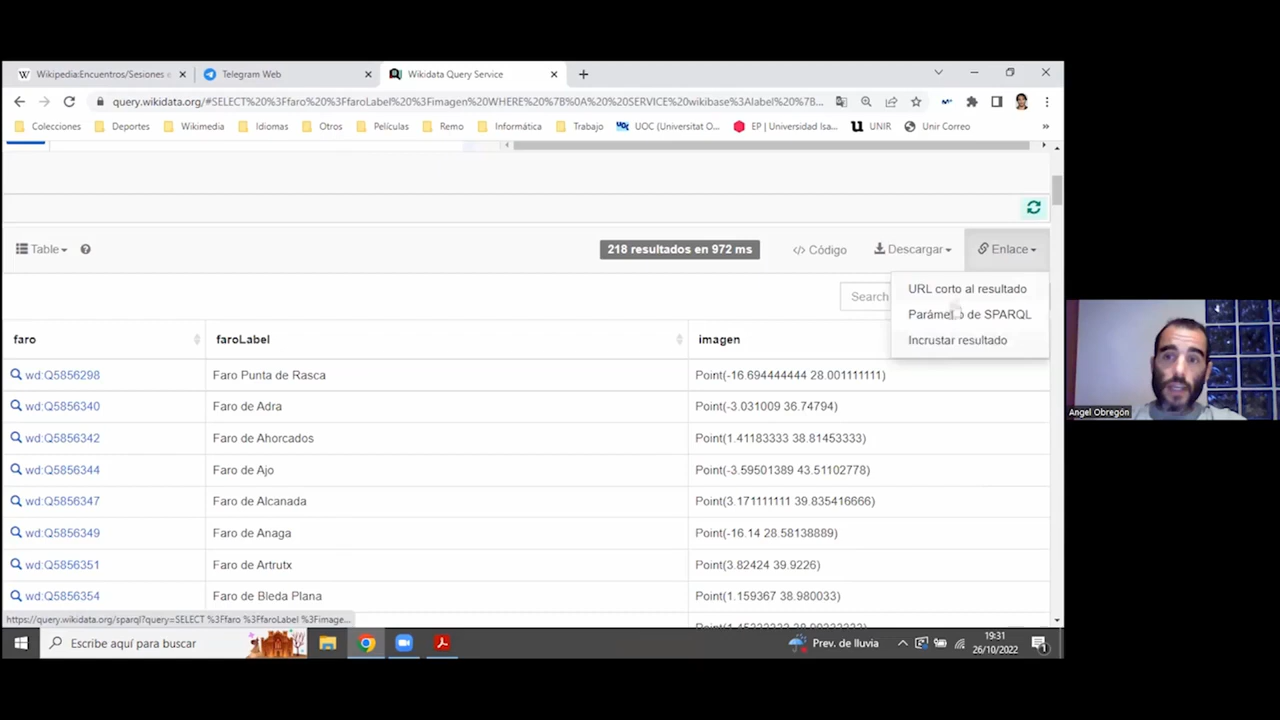 Wikipedia:Encuentros/Sesiones
Telegram Web
Wikidata Query Service
query.wikidata.org/#SELECT%20%3Ffaro%20%3FfaroLabel%20%3Fimagen%20WHERE%20%7B%0A%20%20SERVICE%20wikibase%3Alabel%20%7B...
Colecciones
Deportes
Wikimedia
Idiomas
Otros
Películas
Remo
Informática
Trabajo
UOC (Universitat O...
EP | Universidad Isa...
UNIR
Unir Correo
»
Table
218 resultados en 972 ms
</> Código
Descargar
Enlace
Search
URL corto al resultado
Parámetro de SPARQL
Incrustar resultado
faro faroLabel imagen
wd:Q5856298 Faro Punta de Rasca Point(-16.694444444 28.001111111)
wd:Q5856340 Faro de Adra Point(-3.031009 36.74794)
wd:Q5856342 Faro de Ahorcados Point(1.41183333 38.81453333)
wd:Q5856344 Faro de Ajo Point(-3.59501389 43.51102778)
wd:Q5856347 Faro de Alcanada Point(3.171111111 39.835416666)
wd:Q5856349 Faro de Anaga Point(-16.14 28.58138889)
wd:Q5856351 Faro de Artrutx Point(3.82424 39.9226)
wd:Q5856354 Faro de Bleda Plana Point(1.159367 38.980033)
https://query.wikidata.org/sparql?query=SELECT %3Ffaro %3FfaroLabel %3Fimage...
Escribe aquí para buscar
Prev. de lluvia
19:31
26/10/2022
1
Angel Obregón